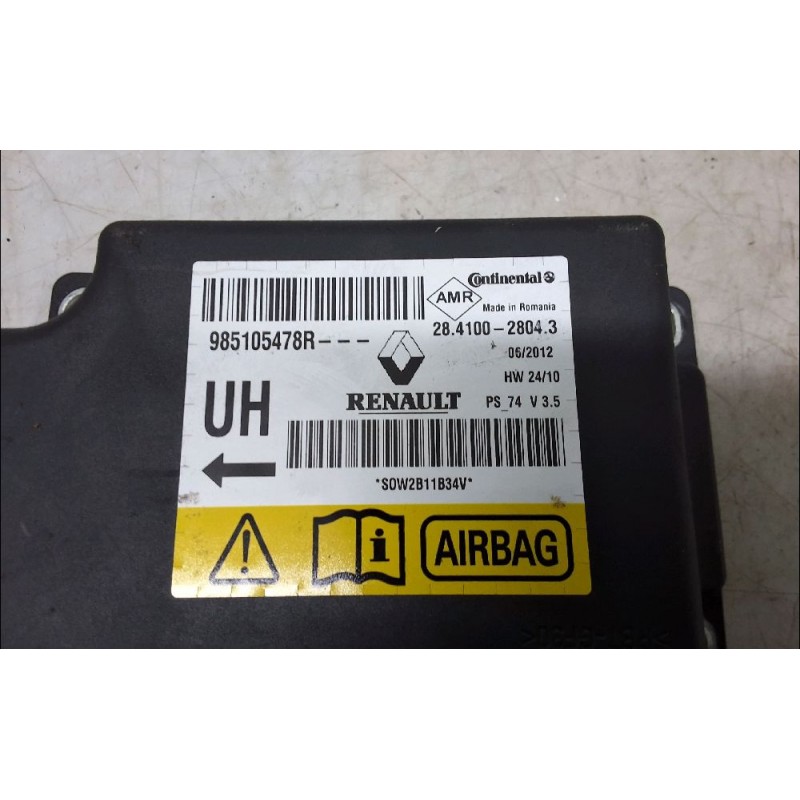 Continental
AMR
Made in Romania
985105478R---
28.4100-2804.3
06/2012
HW 24/10
UH
RENAULT
PS_74 V 3.5
*S0W2B11B34V*
i
AIRBAG